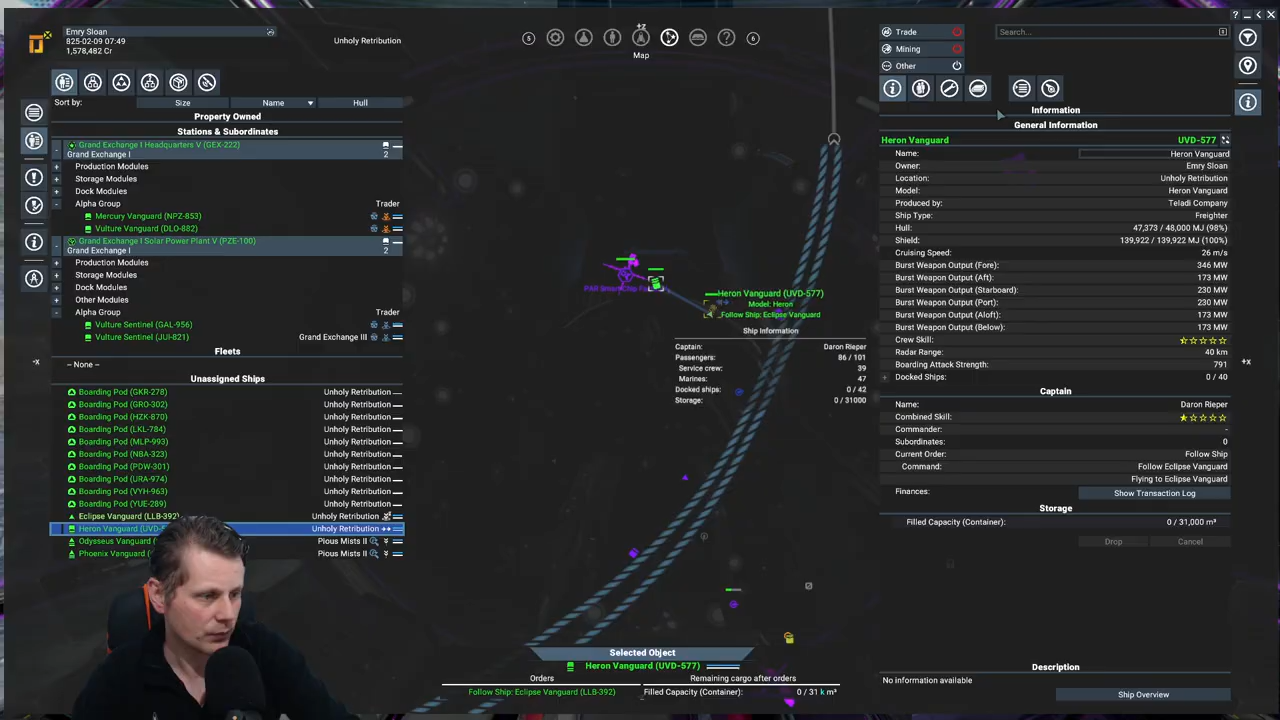 Emry Sloan
825-02-09 07:49
1,578,482 Cr
Unholy Retribution
Sort by:
Size
Name
Hull
Property Owned
Stations & Subordinates
Grand Exchange I Headquarters V (GEX-222)
Grand Exchange I
2
Production Modules
Storage Modules
Dock Modules
Alpha Group
Trader
Mercury Vanguard (NPZ-853)
Vulture Vanguard (DLO-882)
Grand Exchange I Solar Power Plant V (PZE-100)
Grand Exchange I
2
Production Modules
Storage Modules
Dock Modules
Other Modules
Alpha Group
Trader
Vulture Sentinel (GAL-956)
Vulture Sentinel (JUI-821)
Grand Exchange III
Fleets
-- None --
Unassigned Ships
Boarding Pod (GKR-278)
Unholy Retribution
Boarding Pod (GRO-302)
Unholy Retribution
Boarding Pod (HZK-870)
Unholy Retribution
Boarding Pod (LKL-784)
Unholy Retribution
Boarding Pod (MLP-993)
Unholy Retribution
Boarding Pod (NBA-323)
Unholy Retribution
Boarding Pod (PDW-301)
Unholy Retribution
Boarding Pod (URA-974)
Unholy Retribution
Boarding Pod (VYH-963)
Unholy Retribution
Boarding Pod (YUE-289)
Unholy Retribution
Eclipse Vanguard (LLB-392)
Unholy Retribution
Heron Vanguard (UVD-5
Unholy Retribution
Odysseus Vanguard (
Pious Mists II
Phoenix Vanguard (
Pious Mists II
-X
5
+Z
6
Map
PAR SmartChip
Heron Vanguard (UVD-577)
Model: Heron
Follow Ship: Eclipse Vanguard
Ship Information
Captain:
Daron Rieper
Passengers:
86 / 101
Service crew:
39
Marines:
47
Docked ships:
0 / 42
Storage:
0 / 31000
Selected Object
Heron Vanguard (UVD-577)
Orders
Remaining cargo after orders
Follow Ship: Eclipse Vanguard (LLB-392)
Filled Capacity (Container):
0 / 31 k m³
Trade
Mining
Other
Search...
Information
General Information
Heron Vanguard
UVD-577
Name:
Heron Vanguard
Owner:
Emry Sloan
Location:
Unholy Retribution
Model:
Heron Vanguard
Produced by:
Teladi Company
Ship Type:
Freighter
Hull:
47,373 / 48,000 MJ (98%)
Shield:
139,922 / 139,922 MJ (100%)
Cruising Speed:
26 m/s
Burst Weapon Output (Fore):
346 MW
Burst Weapon Output (Aft):
173 MW
Burst Weapon Output (Starboard):
230 MW
Burst Weapon Output (Port):
230 MW
Burst Weapon Output (Aloft):
173 MW
Burst Weapon Output (Below):
173 MW
Crew Skill:
Radar Range:
40 km
Boarding Attack Strength:
791
Docked Ships:
0 / 40
Captain
Name:
Daron Rieper
Combined Skill:
Commander:
-
Subordinates:
0
Current Order:
Follow Ship
Command:
Follow Eclipse Vanguard
Flying to Eclipse Vanguard
Finances:
Show Transaction Log
Storage
Filled Capacity (Container):
0 / 31,000 m³
Drop
Cancel
Description
No information available
Ship Overview
+X